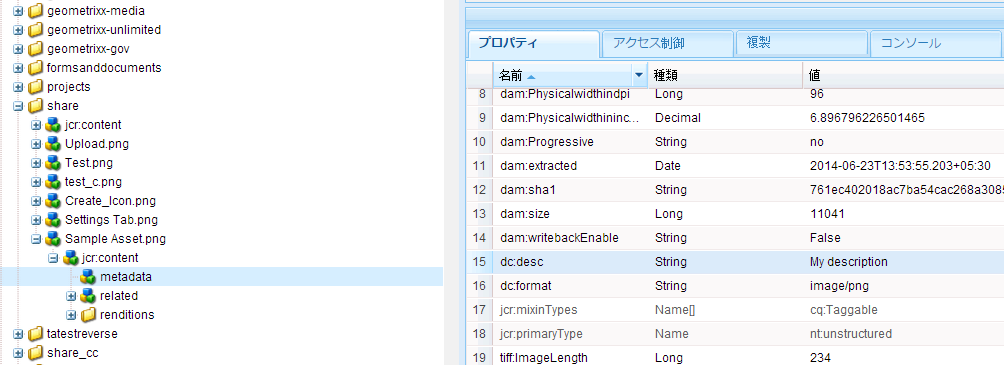 geometrixx-media
geometrixx-unlimited
geometrixx-gov
formsanddocuments
projects
share
jcr:content
Upload.png
Test.png
test_c.png
Create_Icon.png
Settings Tab.png
Sample Asset.png
jcr:content
metadata
related
renditions
tatestreverse
share_cc
プロパティ アクセス制御 複製 コンソール
名前 種類 値
8 dam:Physicalwidthindpi Long 96
9 dam:Physicalwidthininc... Decimal 6.896796226501465
10 dam:Progressive String no
11 dam:extracted Date 2014-06-23T13:53:55.203+05:30
12 dam:sha1 String 761ec402018ac7ba54cac268a3085
13 dam:size Long 11041
14 dam:writebackEnable String False
15 dc:desc String My description
16 dc:format String image/png
17 jcr:mixinTypes Name[] cq:Taggable
18 jcr:primaryType Name nt:unstructured
19 tiff:ImageLength Long 234